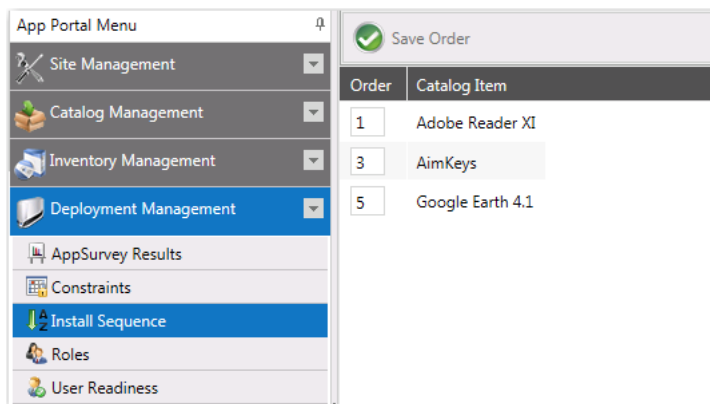 App Portal Menu
Site Management
Catalog Management
Inventory Management
Deployment Management
AppSurvey Results
Constraints
Install Sequence
Roles
User Readiness
Save Order
Order Catalog Item
1 Adobe Reader XI
3 AimKeys
5 Google Earth 4.1